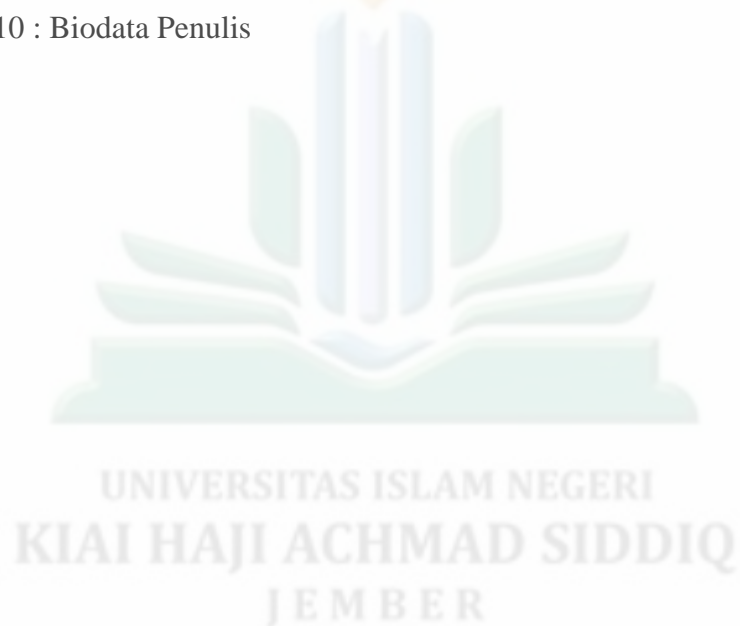 10 : Biodata Penulis
UNIVERSITAS ISLAM NEGERI
KIAI HAJI ACHMAD SIDDIQ
JEMBER